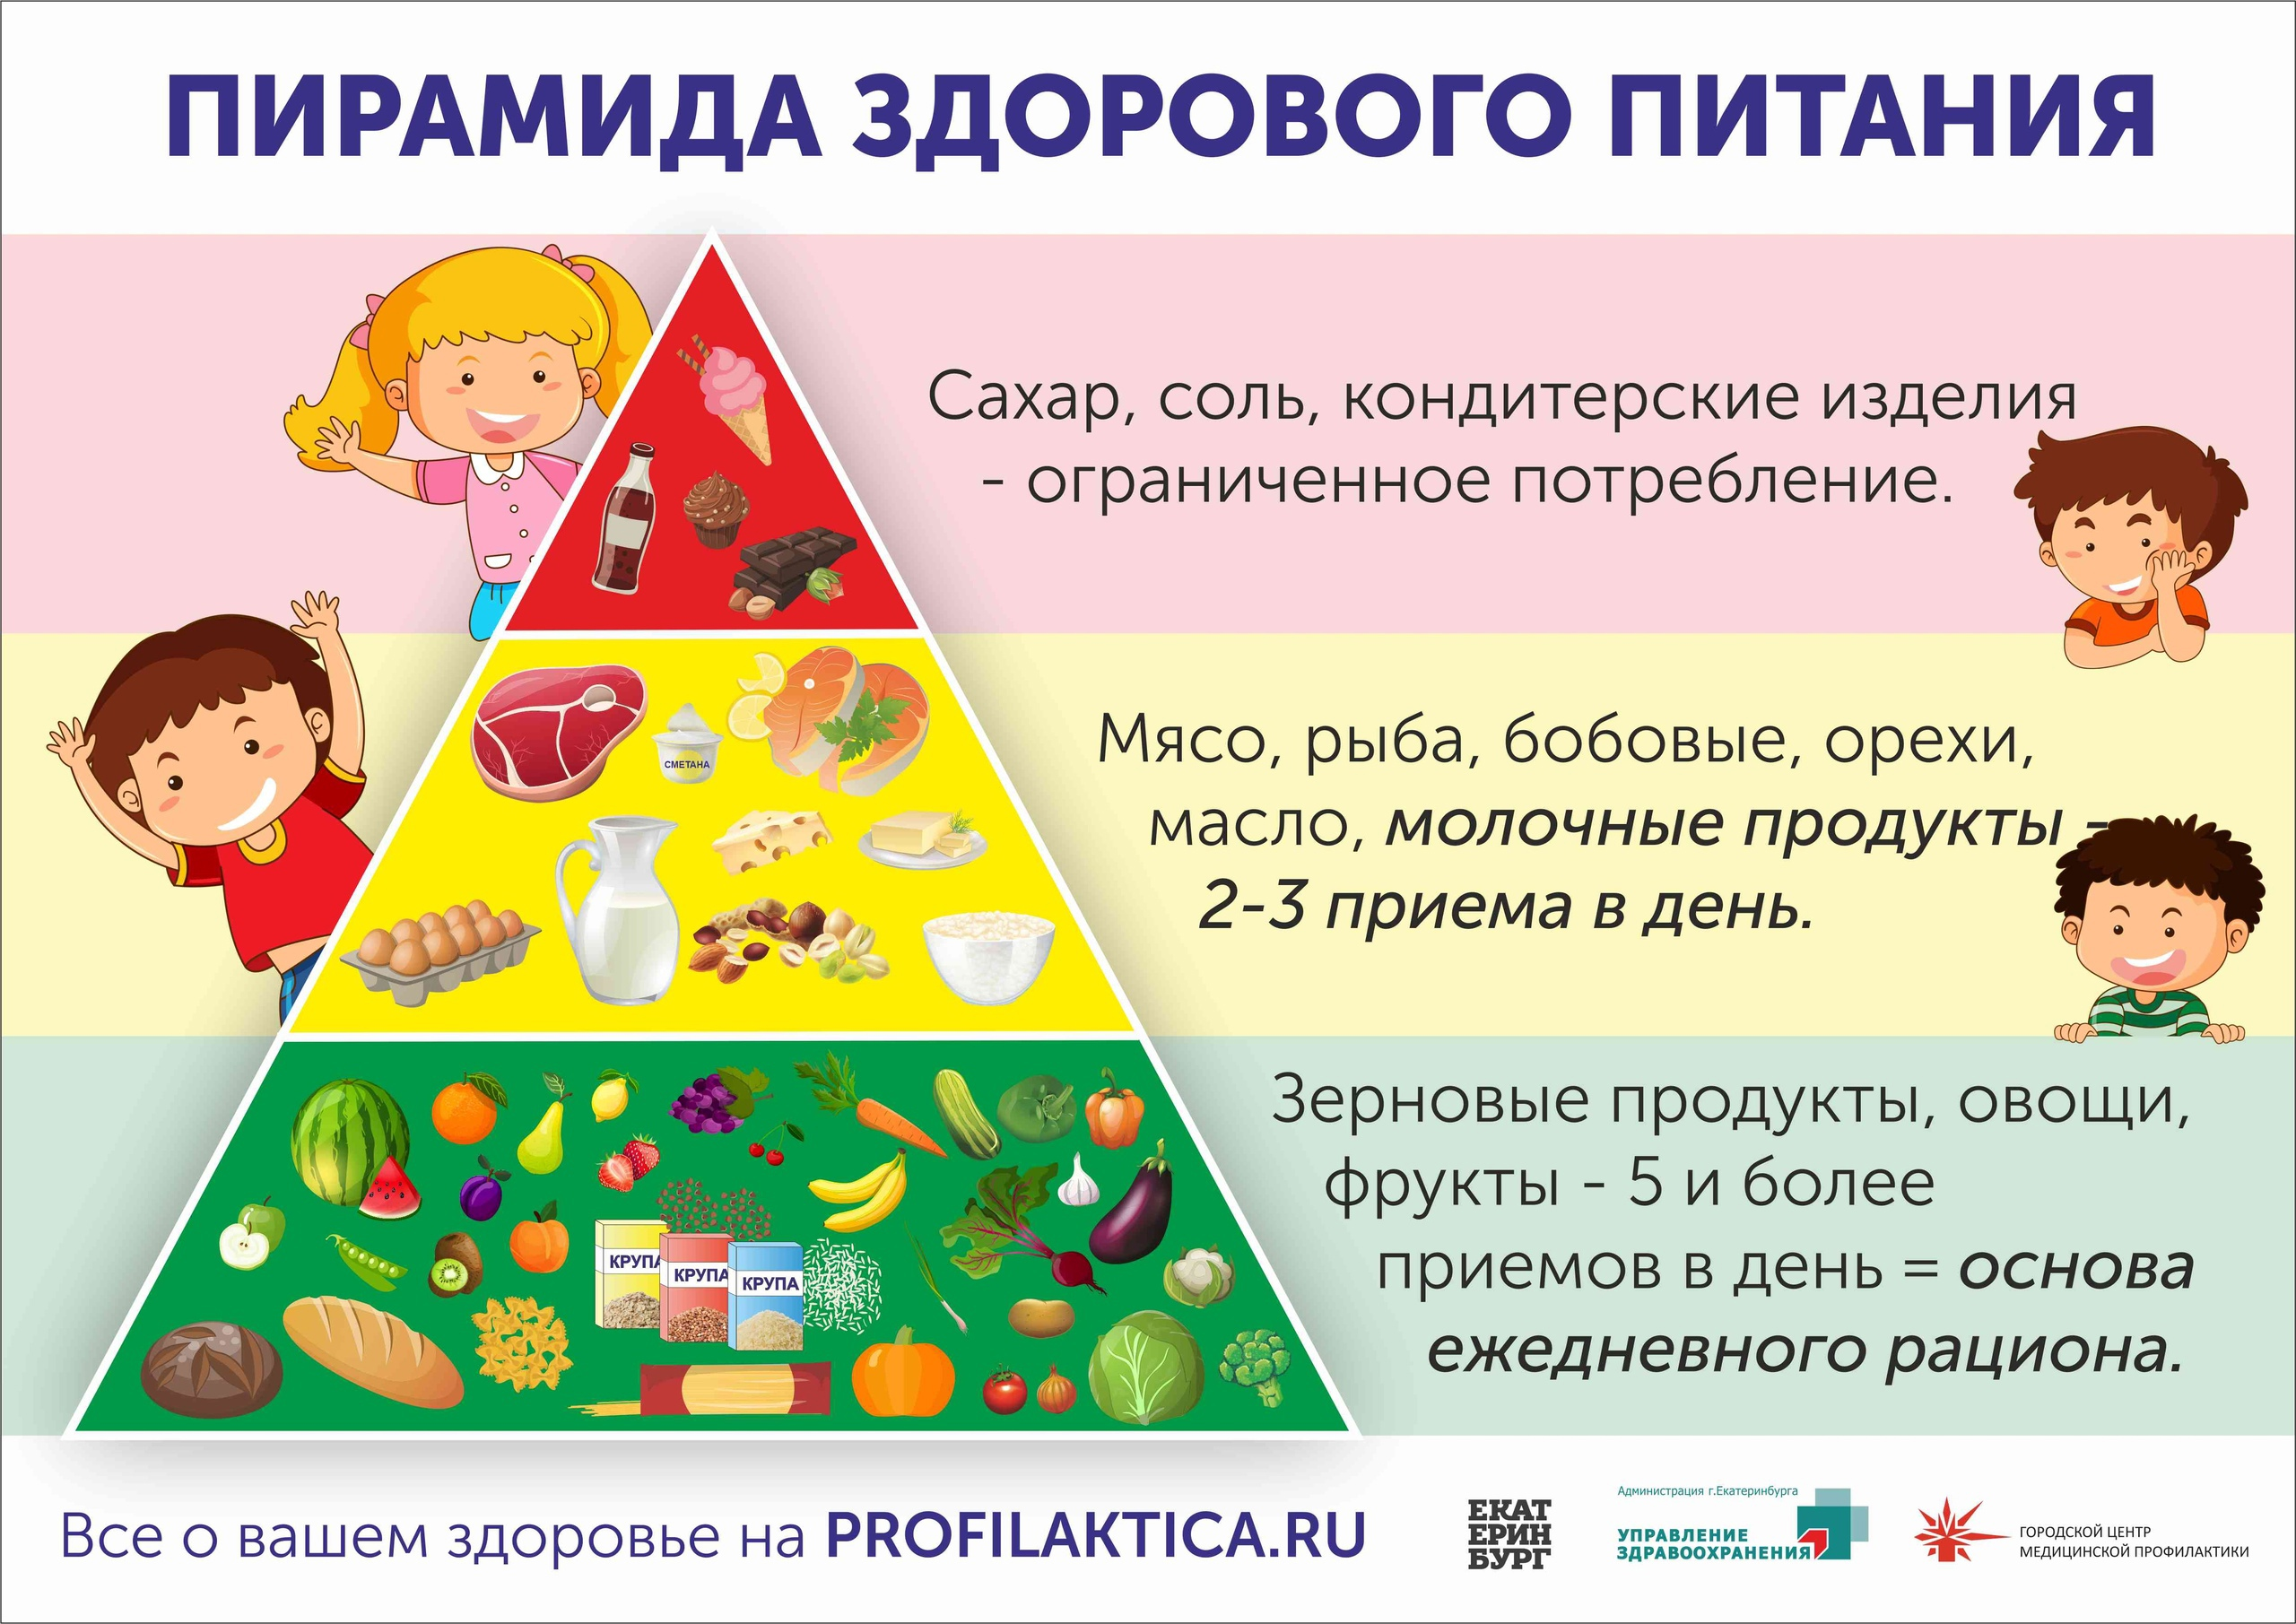 ПИРАМИДА ЗДОРОВОГО ПИТАНИЯ
Сахар, соль, кондитерские изделия
- ограниченное потребление.
СМЕТАНА
Мясо, рыба, бобовые, орехи,
масло, молочные продукты -
2-3 приема в день.
Зерновые продукты, овощи,
фрукты - 5 и более
приемов в день = основа
ежедневного рациона.
КРУПА
КРУПА
КРУПА
Все о вашем здоровье на PROFILAKTICA.RU
ЕКАТ
ЕРИН
БУРГ
Администрация г.Екатеринбурга
УПРАВЛЕНИЕ
ЗДРАВООХРАНЕНИЯ
ГОРОДСКОЙ ЦЕНТР
МЕДИЦИНСКОЙ ПРОФИЛАКТИКИ